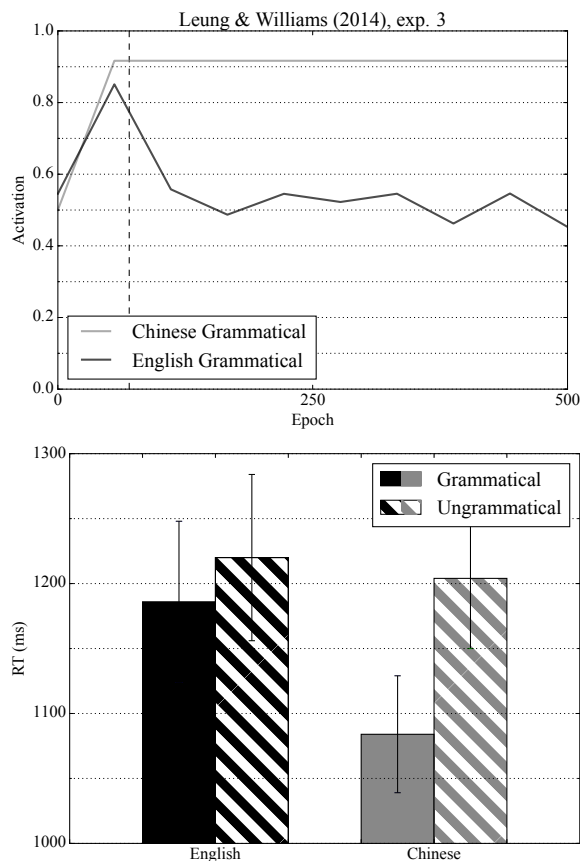 Leung & Williams (2014), exp. 3
1.0
0.8
0.6
0.4
0.2
0.0
Activation
Chinese Grammatical
English Grammatical
0
250
500
Epoch
1300
1200
1100
1000
RT (ms)
Grammatical
Ungrammatical
English
Chinese